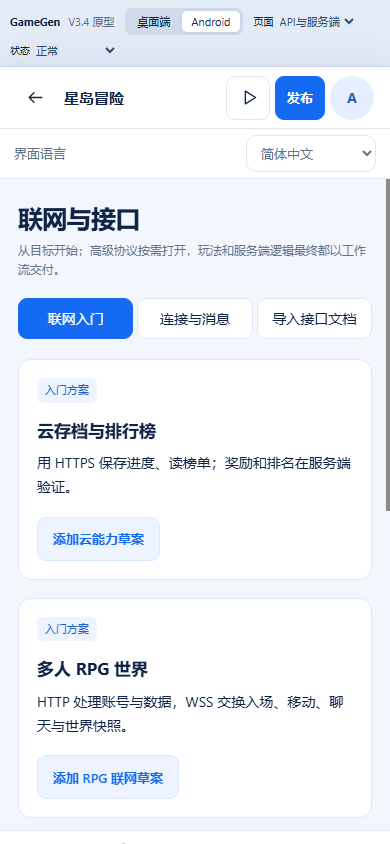 GameGen V3.4 原型 桌面端 Android 页面 API与服务端
状态 正常
星岛冒险 发布 A
界面语言 简体中文
联网与接口
从目标开始；高级协议按需打开，玩法和服务端逻辑最终都以工作
流交付。
联网入门 连接与消息 导入接口文档
入门方案
云存档与排行榜
用 HTTPS 保存进度、读榜单；奖励和排名在服务端
验证。
添加云能力草案
入门方案
多人 RPG 世界
HTTP 处理账号与数据，WSS 交换入场、移动、聊
天与世界快照。
添加 RPG 联网草案